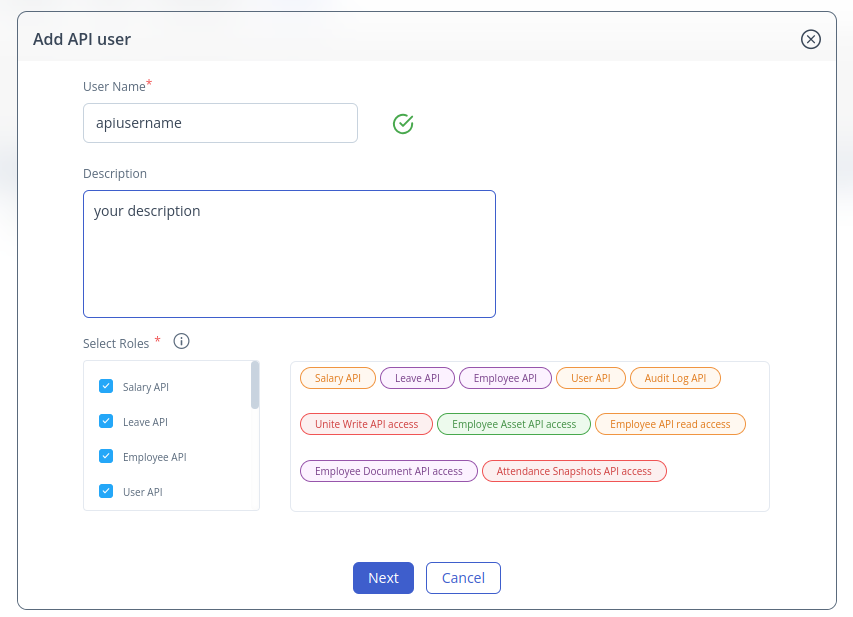 Add API user
User Name*
apiusername
Description
your description
Select Roles *
Salary API
Leave API
Employee API
User API
Salary API Leave API Employee API User API Audit Log API
Unite Write API access Employee Asset API access Employee API read access
Employee Document API access Attendance Snapshots API access
Next Cancel